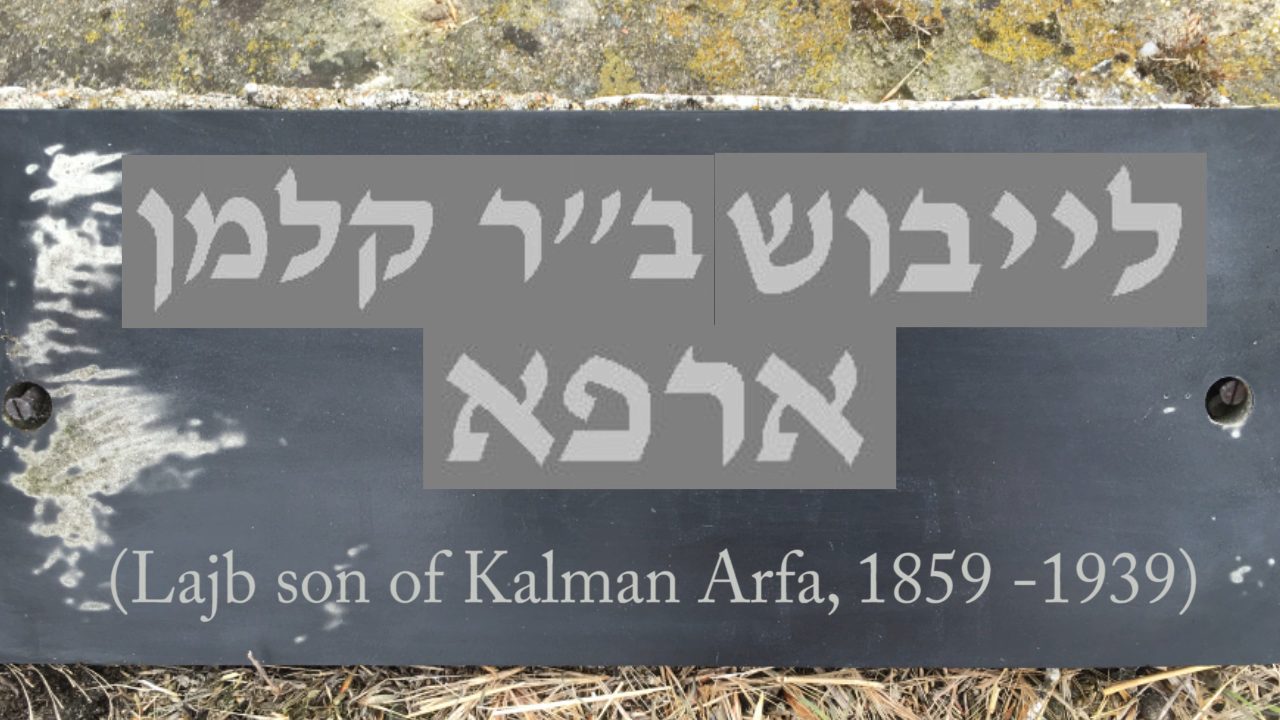 לייבוש ב״ר קלמן
ארפא
(Lajb son of Kalman Arfa, 1859 -1939)